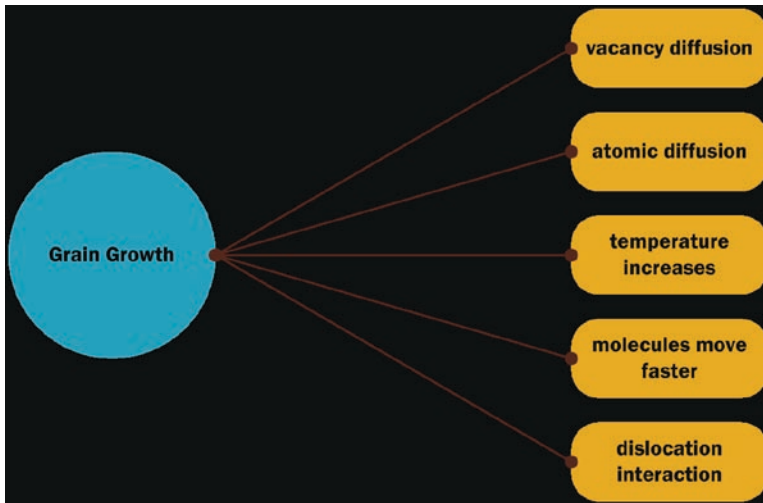 Grain Growth
vacancy diffusion
atomic diffusion
temperature
increases
molecules move
faster
dislocation
interaction